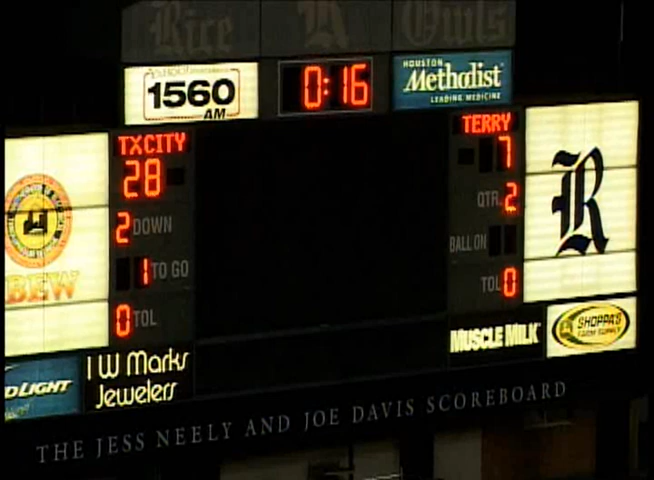 Rice R Owls
1560 AM
0:16
HOUSTON Methodist
LEADING MEDICINE
TXCITY
28
2 DOWN
1 TO GO
0 TOL
TERRY
7
QTR. 2
BALL ON
TOL 0
R
BEW
D LIGHT
I W Marks
Jewelers
MUSCLE MILK
SHOPPA'S
FARM SUPPLY
THE JESS NEELY AND JOE DAVIS SCOREBOARD